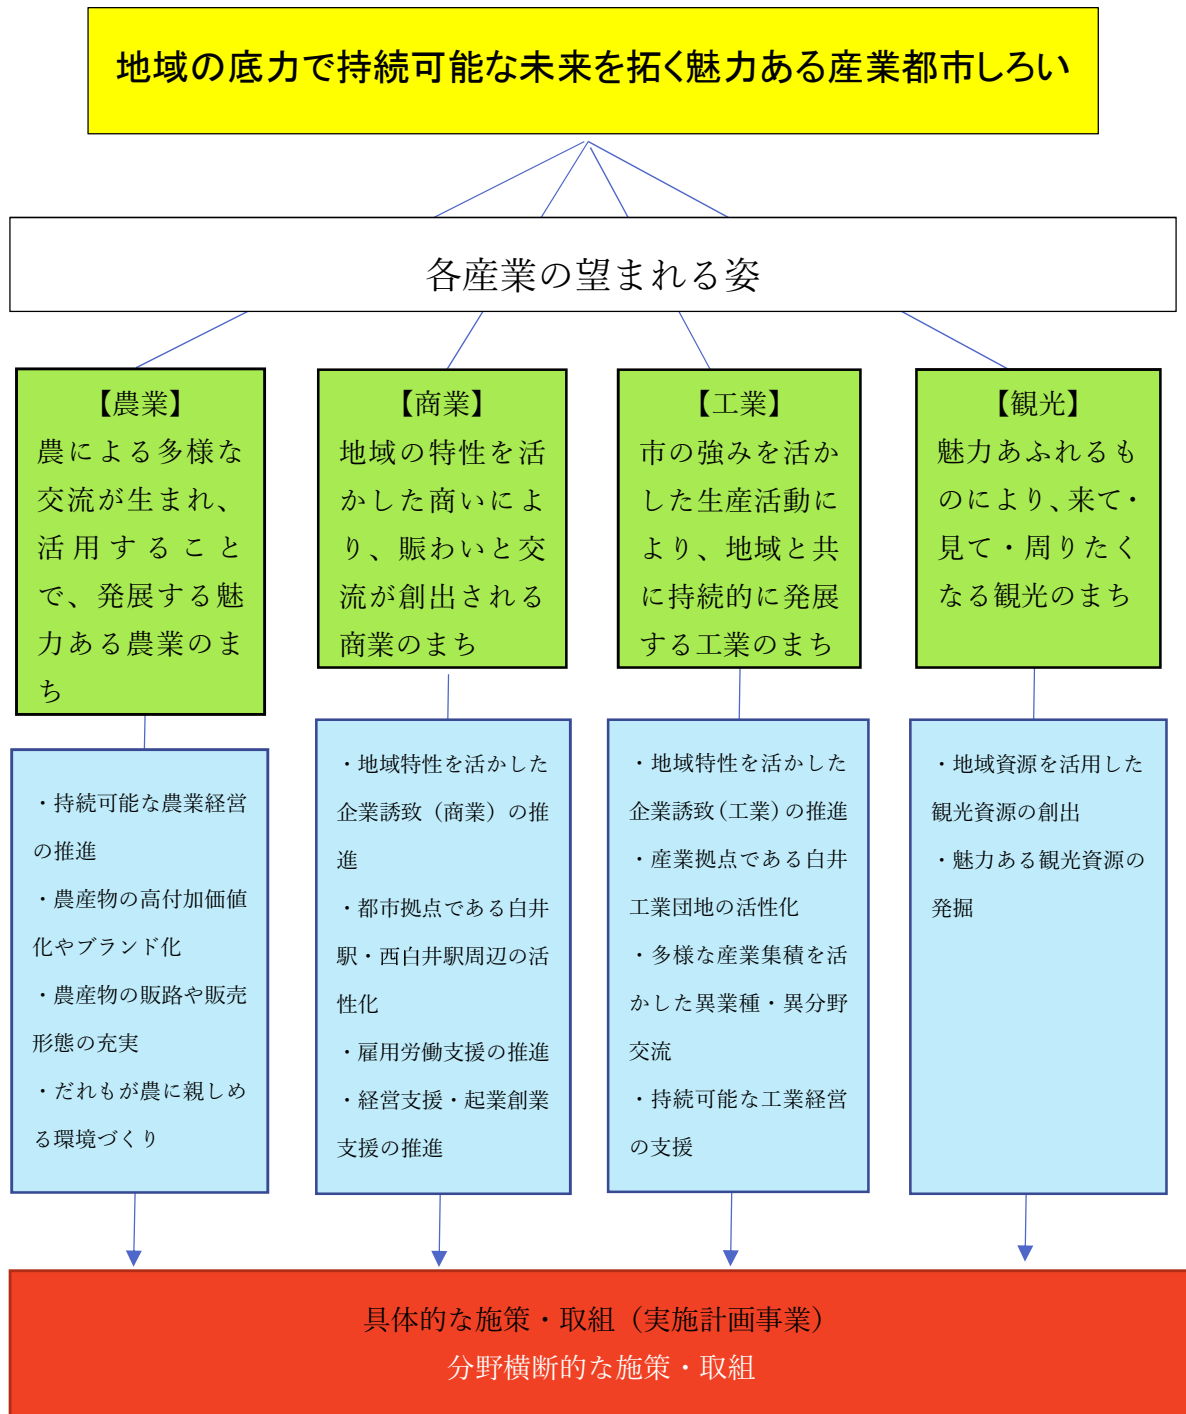 地域の底力で持続可能な未来を拓く魅力ある産業都市しろい
各産業の望まれる姿
【農業】
農による多様な
交流が生まれ、
活用すること
で、発展する魅
力ある農業のま
ち
【商業】
地域の特性を活
かした商いによ
り、賑わいと交
流が創出される
商業のまち
【工業】
市の強みを活か
した生産活動に
より、地域と共
に持続的に発展
する工業のまち
【観光】
魅力あふれるも
のにより、来て・
見て・周りたく
なる観光のまち
・持続可能な農業経営
の推進
・農産物の高付加価値
化やブランド化
・農産物の販路や販売
形態の充実
・だれもが農に親しめ
る環境づくり
・地域特性を活かした
企業誘致（商業）の推
進
・都市拠点である白井
駅・西白井駅周辺の活
性化
・雇用労働支援の推進
・経営支援・起業創業
支援の推進
・地域特性を活かした
企業誘致（工業）の推進
・産業拠点である白井
工業団地の活性化
・多様な産業集積を活
かした異業種・異分野
交流
・持続可能な工業経営
の支援
・地域資源を活用した
観光資源の創出
・魅力ある観光資源の
発掘
具体的な施策・取組（実施計画事業）
分野横断的な施策・取組